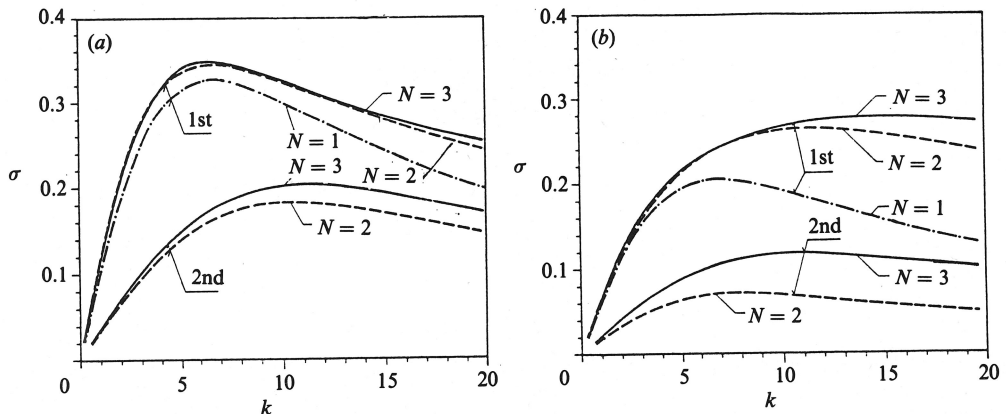 (a)
0.4
0.3
0.2
0.1
0
5
10
15
20
σ
k
1st
N = 3
N = 1
N = 3
N = 2
N = 2
2nd
(b)
0.4
0.3
0.2
0.1
0
5
10
15
20
σ
k
N = 3
N = 2
1st
N = 1
2nd
N = 3
N = 2